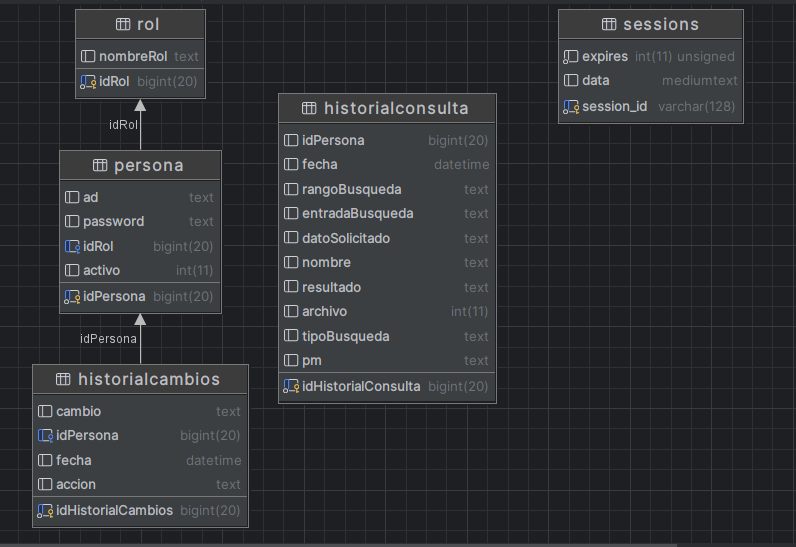 rol
nombreRol text
idRol bigint(20)
idRol
persona
ad text
password text
idRol bigint(20)
activo int(11)
idPersona bigint(20)
idPersona
historialcambios
cambio text
idPersona bigint(20)
fecha datetime
accion text
idHistorialCambios bigint(20)
historialconsulta
idPersona bigint(20)
fecha datetime
rangoBusqueda text
entradaBusqueda text
datoSolicitado text
nombre text
resultado text
archivo int(11)
tipoBusqueda text
pm text
idHistorialConsulta bigint(20)
sessions
expires int(11) unsigned
data mediumtext
session_id varchar(128)